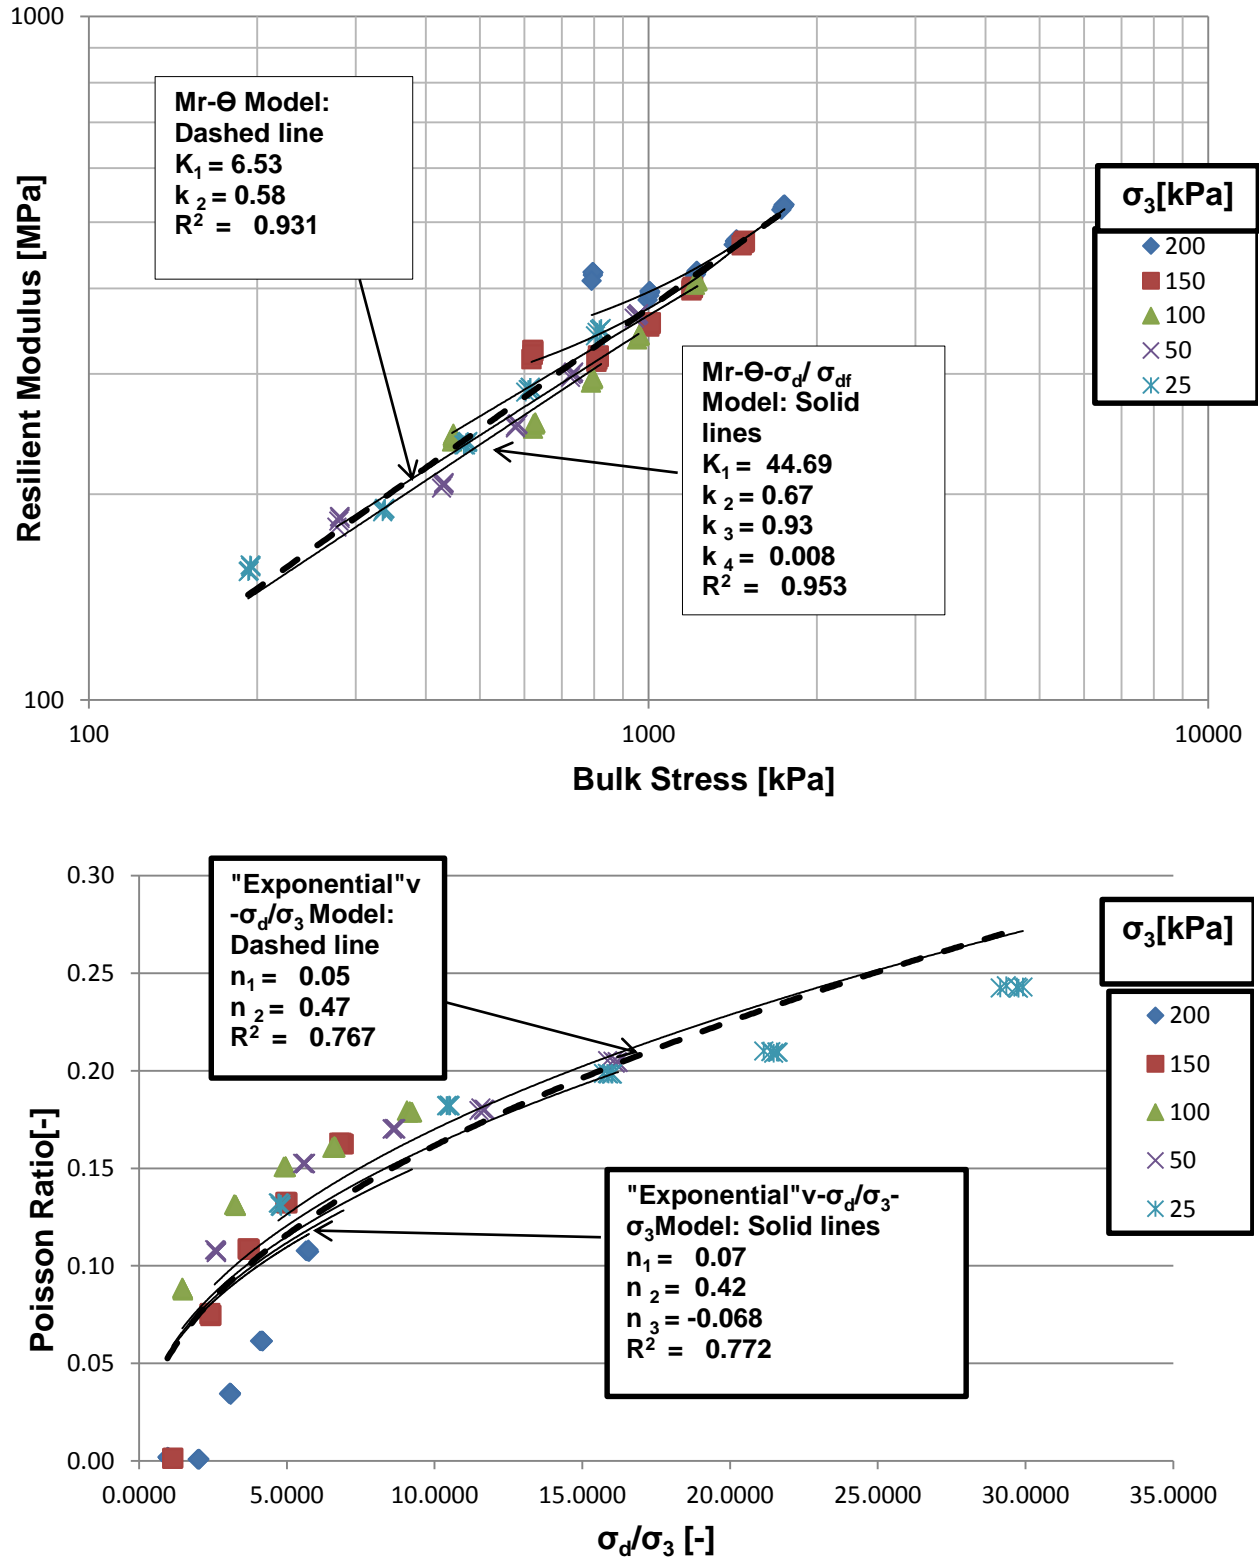 1000
Mr-Ө Model:
Dashed line
K1 = 6.53
k 2 = 0.58
R2 = 0.931
Resilient Modulus [MPa]
σ3[kPa]
200
150
100
50
25
Mr-Ө-σd/ σdf
Model: Solid
lines
K1 = 44.69
k 2 = 0.67
k 3 = 0.93
k 4 = 0.008
R2 = 0.953
100
100
1000
10000
Bulk Stress [kPa]
"Exponential"ν
-σd/σ3 Model:
Dashed line
n1 = 0.05
n 2 = 0.47
R2 = 0.767
σ3[kPa]
200
150
100
50
25
"Exponential"ν-σd/σ3-
σ3Model: Solid lines
n1 = 0.07
n 2 = 0.42
n 3 = -0.068
R2 = 0.772
Poisson Ratio[-]
0.30
0.25
0.20
0.15
0.10
0.05
0.00
0.0000
5.0000
10.0000
15.0000
20.0000
25.0000
30.0000
35.0000
σd/σ3 [-]